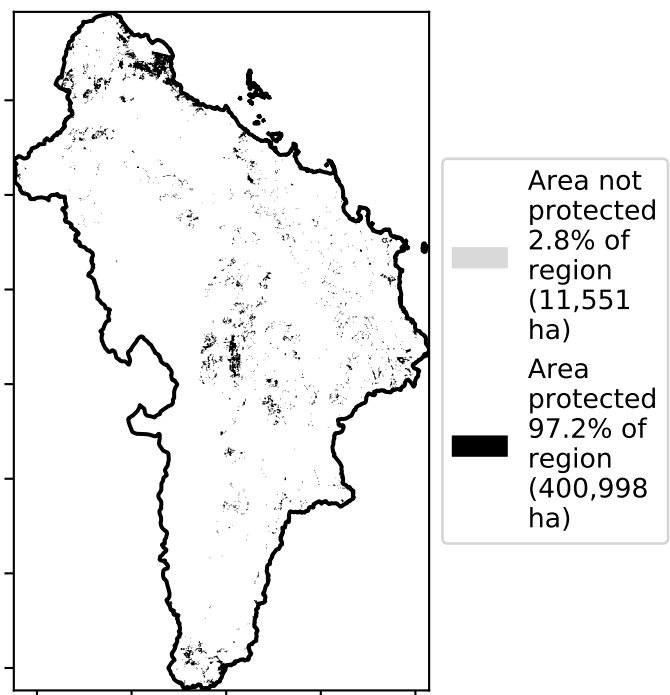 Area not
protected
2.8% of
region
(11,551
ha)
Area
protected
97.2% of
region
(400,998
ha)